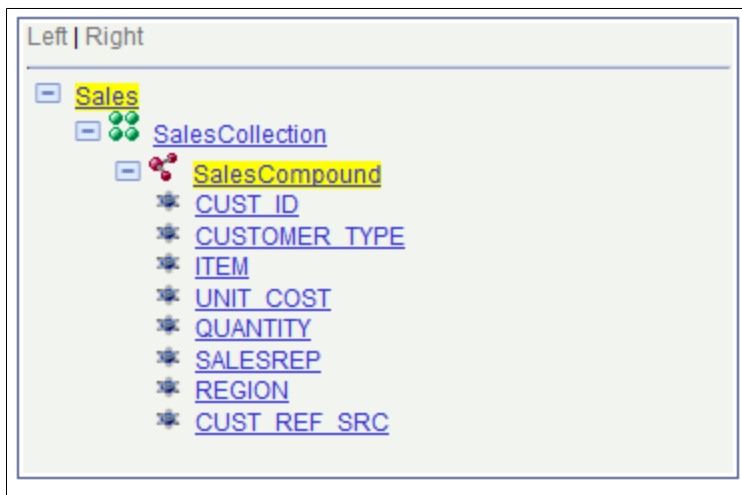 Left | Right
Sales
SalesCollection
SalesCompound
CUST_ID
CUSTOMER_TYPE
ITEM
UNIT_COST
QUANTITY
SALESREP
REGION
CUST_REF_SRC